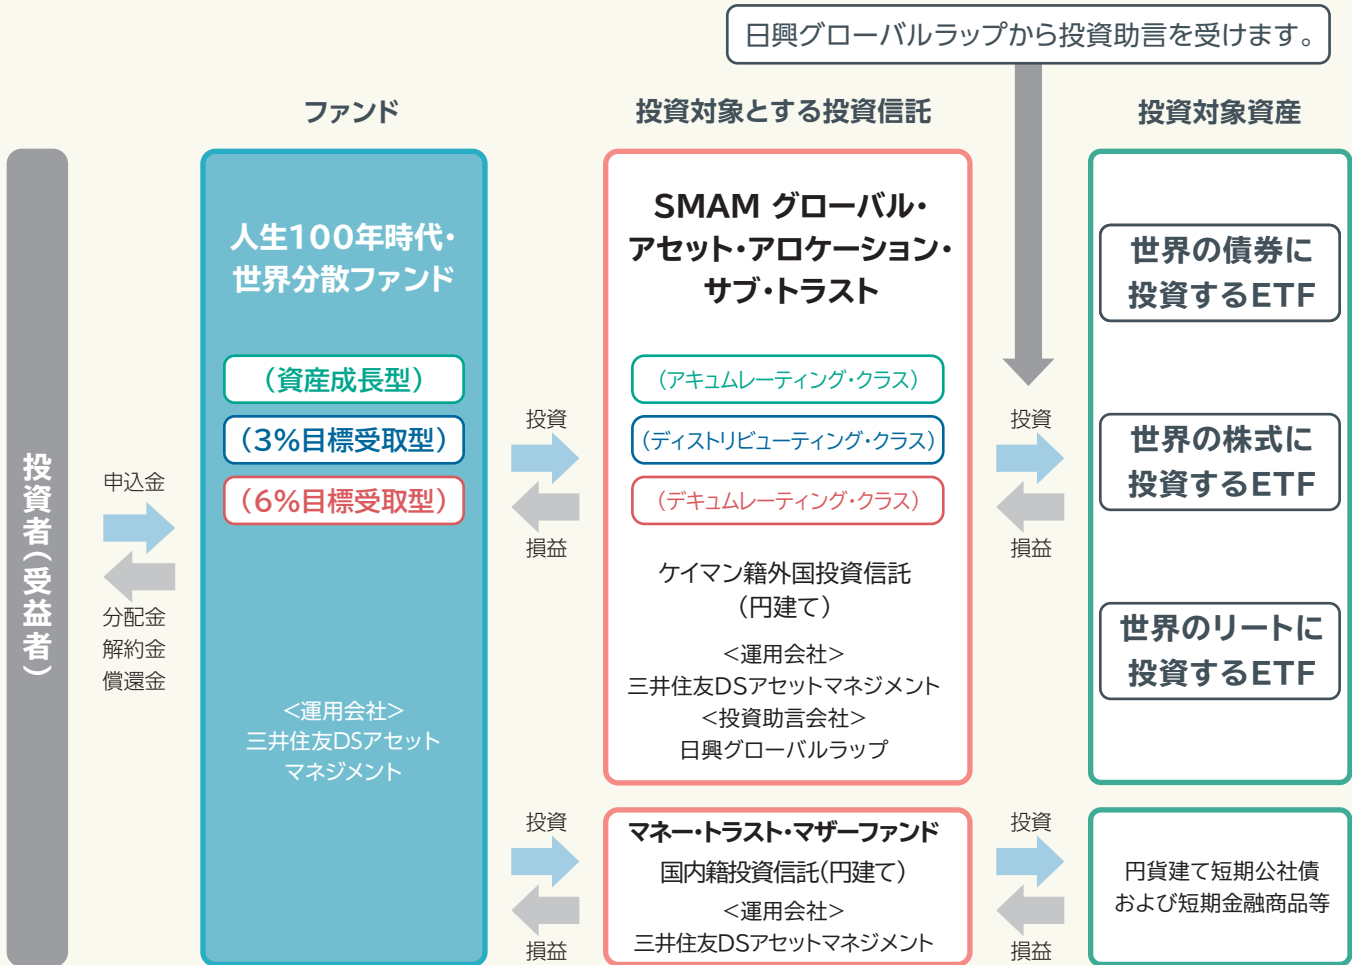 日興グローバルラップから投資助言を受けます。
ファンド
投資対象とする投資信託
投資対象資産
投資者(受益者)
申込金
分配金
解約金
償還金
人生100年時代・
世界分散ファンド
(資産成長型)
(3%目標受取型)
(6%目標受取型)
<運用会社>
三井住友DSアセット
マネジメント
投資
損益
SMAM グローバル・
アセット・アロケーション・
サブ・トラスト
(アキュムレーティング・クラス)
(ディストリビューティング・クラス)
(デキュムレーティング・クラス)
ケイマン籍外国投資信託
(円建て)
<運用会社>
三井住友DSアセットマネジメント
<投資助言会社>
日興グローバルラップ
投資
損益
世界の債券に
投資するETF
世界の株式に
投資するETF
世界のリートに
投資するETF
投資
損益
マネー・トラスト・マザーファンド
国内籍投資信託(円建て)
<運用会社>
三井住友DSアセットマネジメント
投資
損益
円貨建て短期公社債
および短期金融商品等